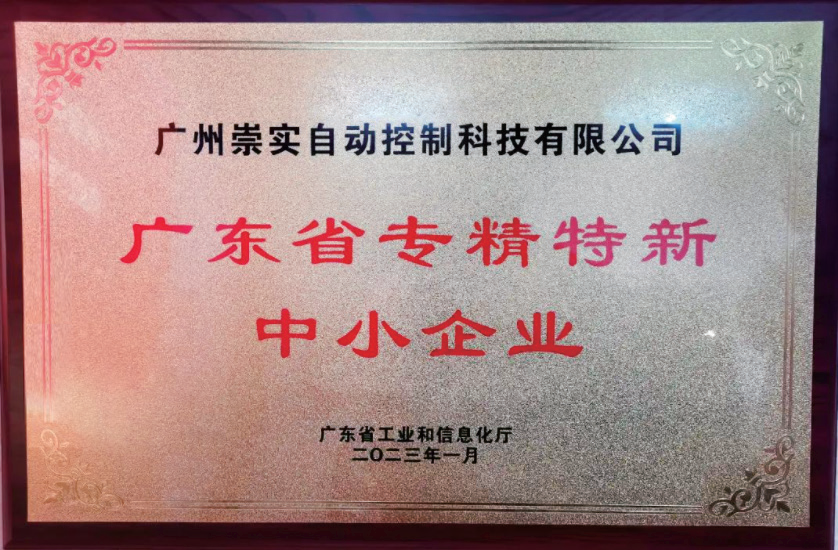 广州崇实自动控制科技有限公司
广东省专精特新
中小企业
广东省工业和信息化厅
二〇二三年一月